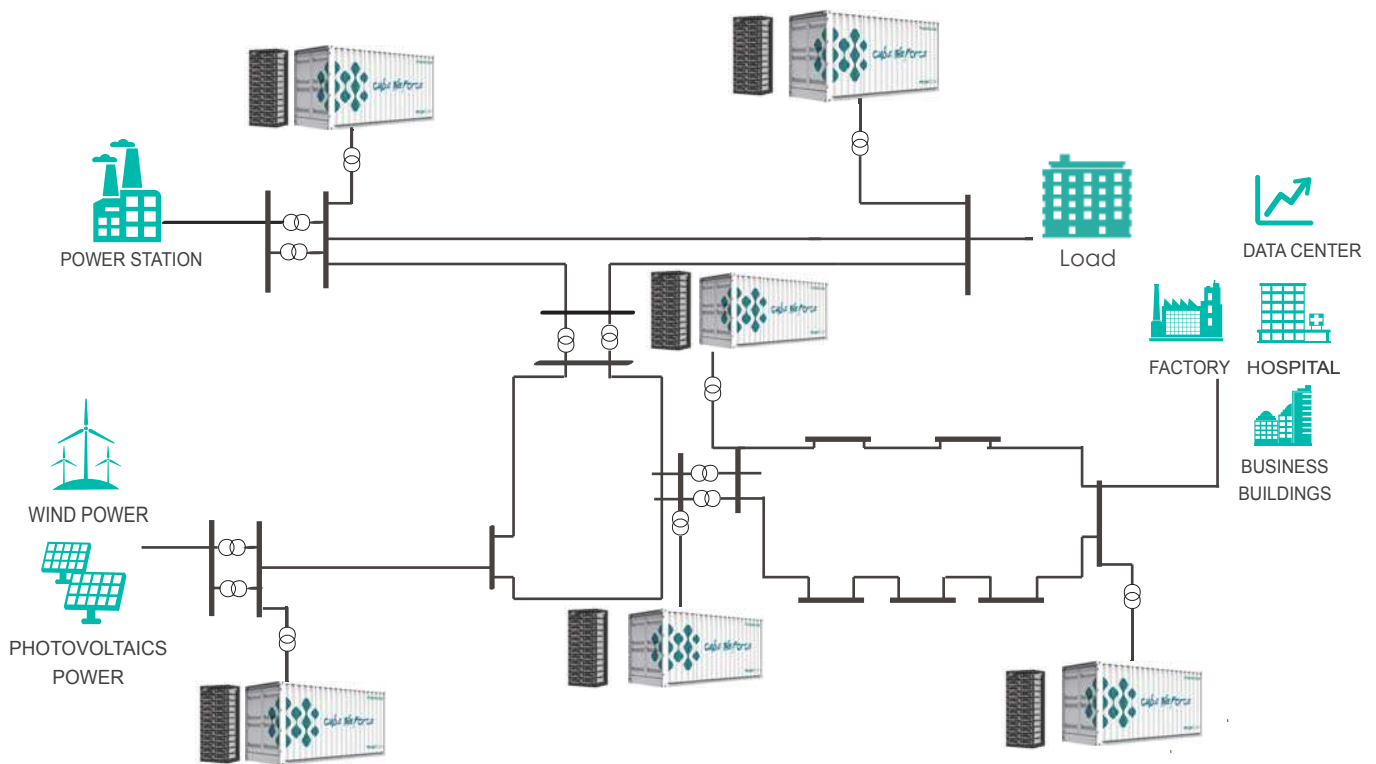 POWER STATION
Load
DATA CENTER
FACTORY
HOSPITAL
BUSINESS
BUILDINGS
WIND POWER
PHOTOVOLTAICS
POWER